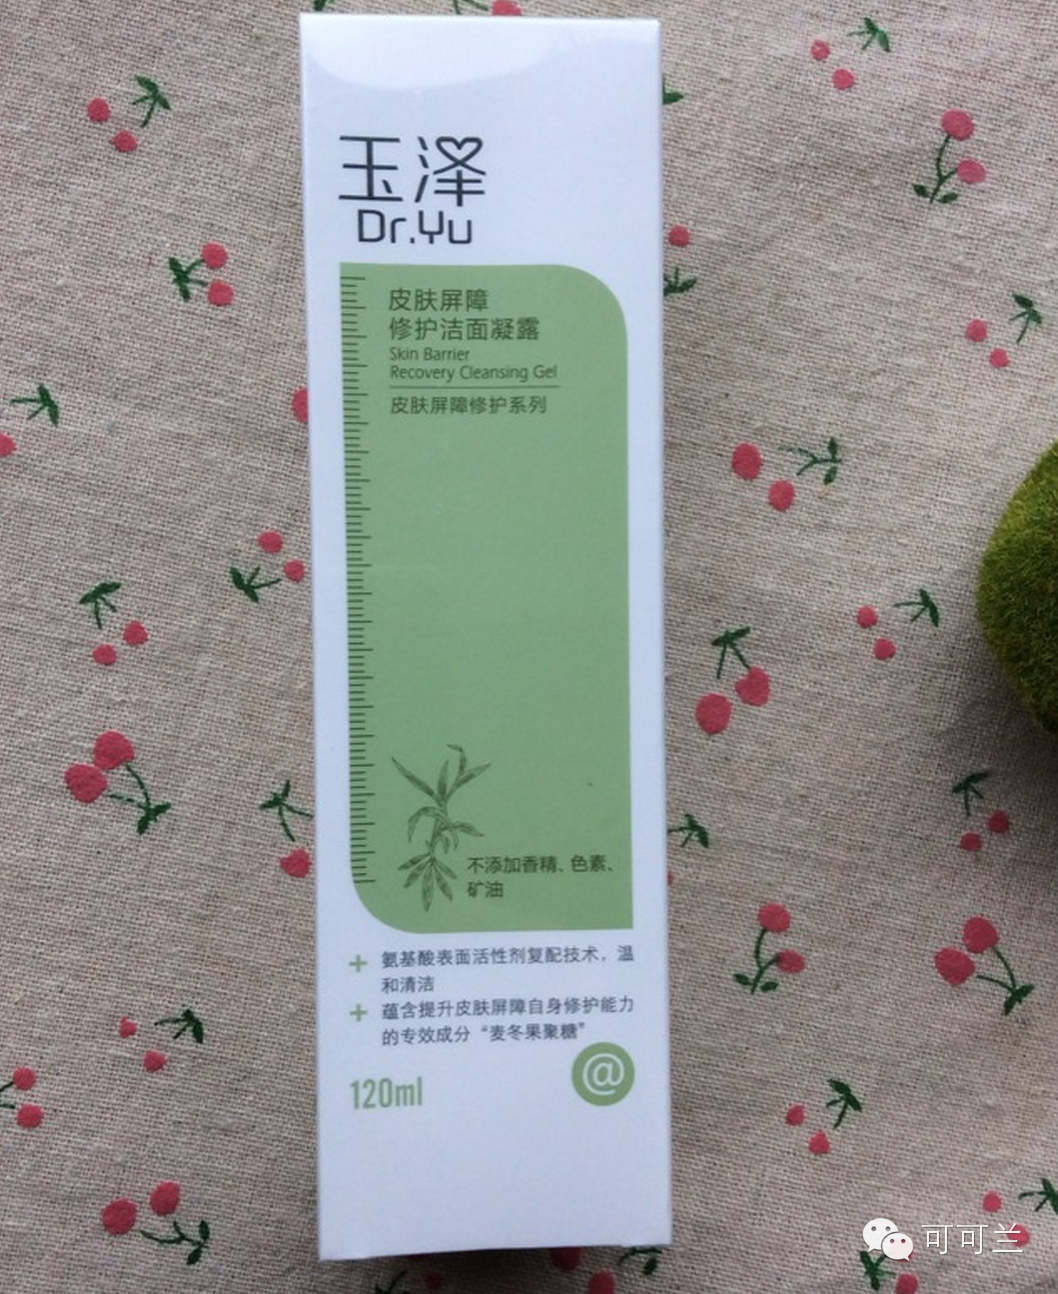 玉泽
Dr.Yu
皮肤屏障
修护洁面凝露
Skin Barrier
Recovery Cleansing Gel
皮肤屏障修护系列
不添加香精、色素、
矿油
+ 氨基酸表面活性剂复配技术，温
和清洁
+ 蕴含提升皮肤屏障自身修护能力
的专效成分“麦冬果聚糖”
@
120ml
可可兰